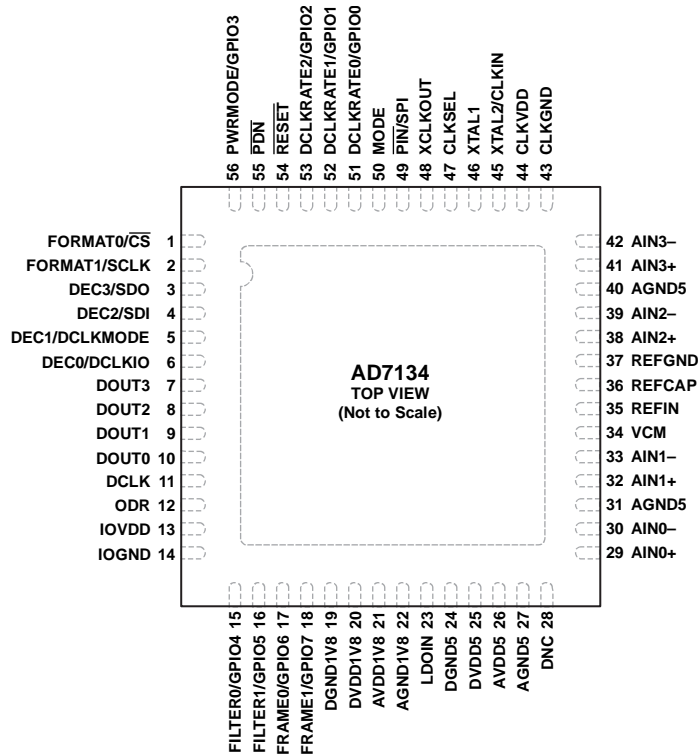 56 PWRMODE/GPIO3
55 PDN
54 RESET
53 DCLKRATE2/GPIO2
52 DCLKRATE1/GPIO1
51 DCLKRATE0/GPIO0
50 MODE
49 PIN/SPI
48 XCLKOUT
47 CLKSEL
46 XTAL1
45 XTAL2/CLKIN
44 CLKVDD
43 CLKGND
FORMAT0/CS 1
FORMAT1/SCLK 2
DEC3/SDO 3
DEC2/SDI 4
DEC1/DCLKMODE 5
DEC0/DCLKIO 6
DOUT3 7
DOUT2 8
DOUT1 9
DOUT0 10
DCLK 11
ODR 12
IOVDD 13
IOGND 14
AD7134
TOP VIEW
(Not to Scale)
42 AIN3–
41 AIN3+
40 AGND5
39 AIN2–
38 AIN2+
37 REFGND
36 REFCAP
35 REFIN
34 VCM
33 AIN1–
32 AIN1+
31 AGND5
30 AIN0–
29 AIN0+
FILTER0/GPIO4 15
FILTER1/GPIO5 16
FRAME0/GPIO6 17
FRAME1/GPIO7 18
DGND1V8 19
DVDD1V8 20
AVDD1V8 21
AGND1V8 22
LDOIN 23
DGND5 24
DVDD5 25
AVDD5 26
AGND5 27
DNC 28